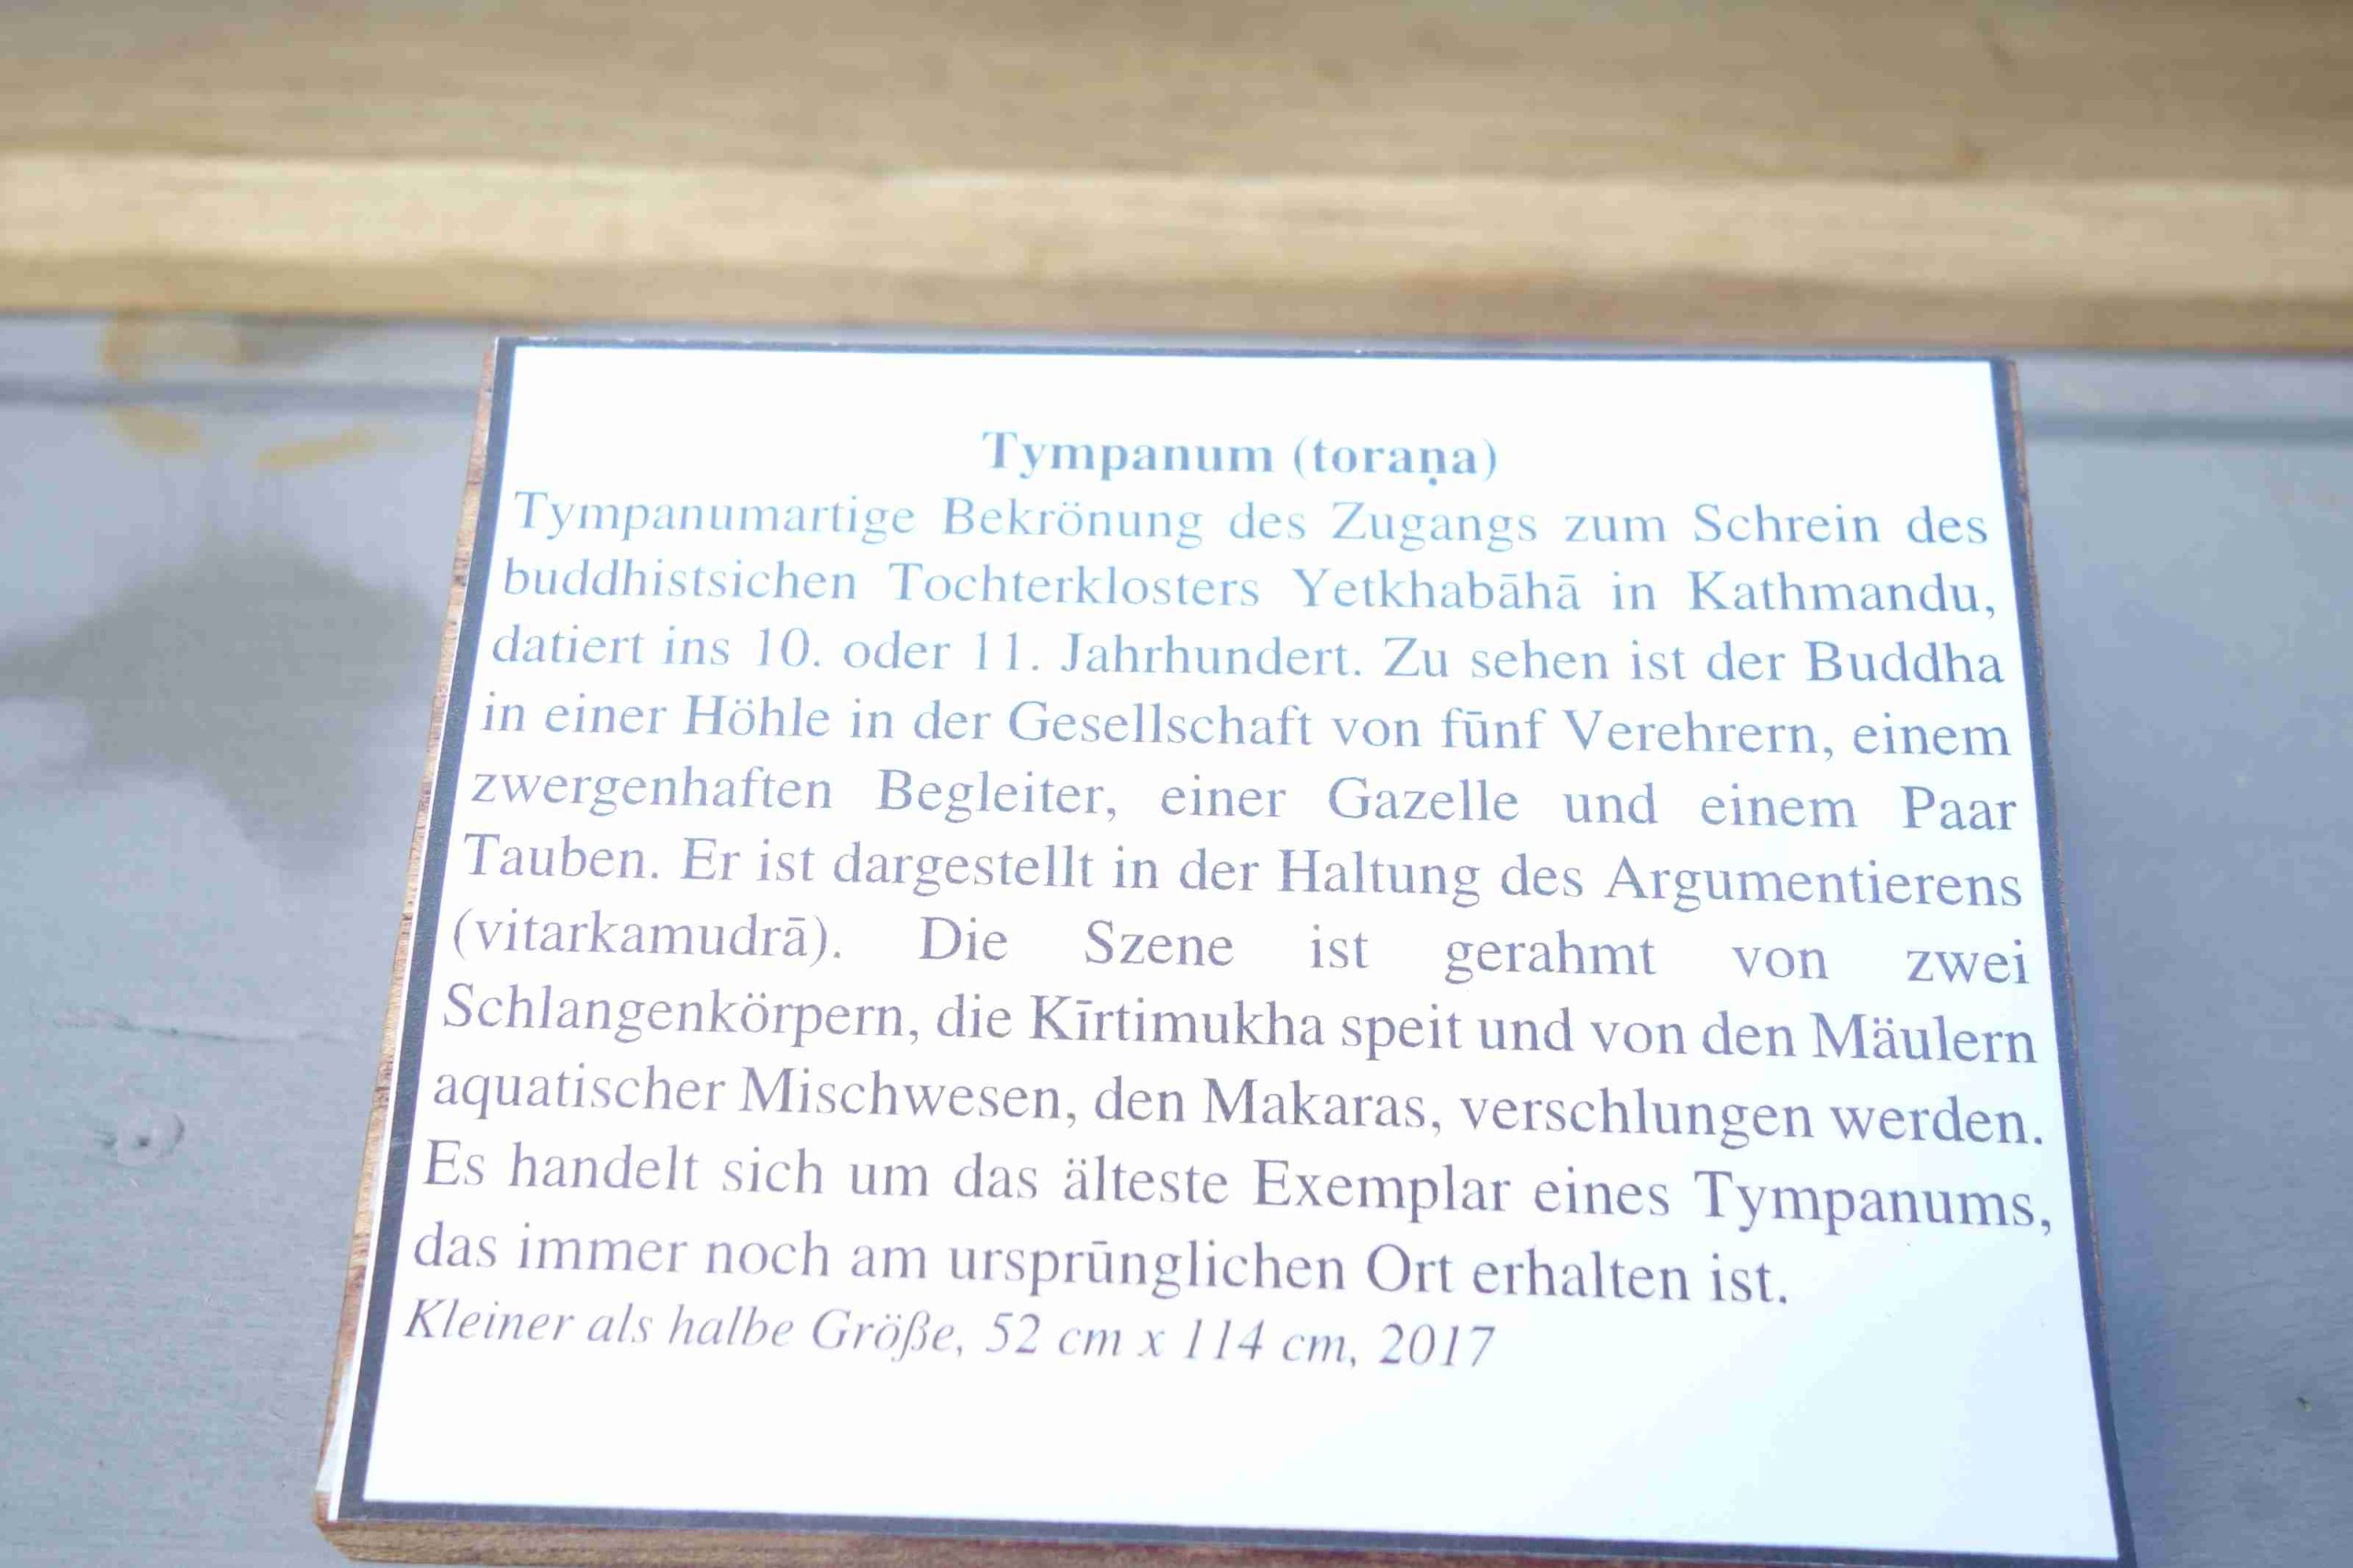 Tympanum (toraṇa)
Tympanumartige Bekrönung des Zugangs zum Schrein des
buddhistsichen Tochterklosters Yetkhabāhā in Kathmandu,
datiert ins 10. oder 11. Jahrhundert. Zu sehen ist der Buddha
in einer Höhle in der Gesellschaft von fūnf Verehrern, einem
zwergenhaften Begleiter, einer Gazelle und einem Paar
Tauben. Er ist dargestellt in der Haltung des Argumentierens
(vitarkamudrā). Die Szene ist gerahmt von zwei
Schlangenkörpern, die Kīrtimukha speit und von den Mäulern
aquatischer Mischwesen, den Makaras, verschlungen werden.
Es handelt sich um das älteste Exemplar eines Tympanums,
das immer noch am ursprūnglichen Ort erhalten ist.
Kleiner als halbe Größe, 52 cm x 114 cm, 2017